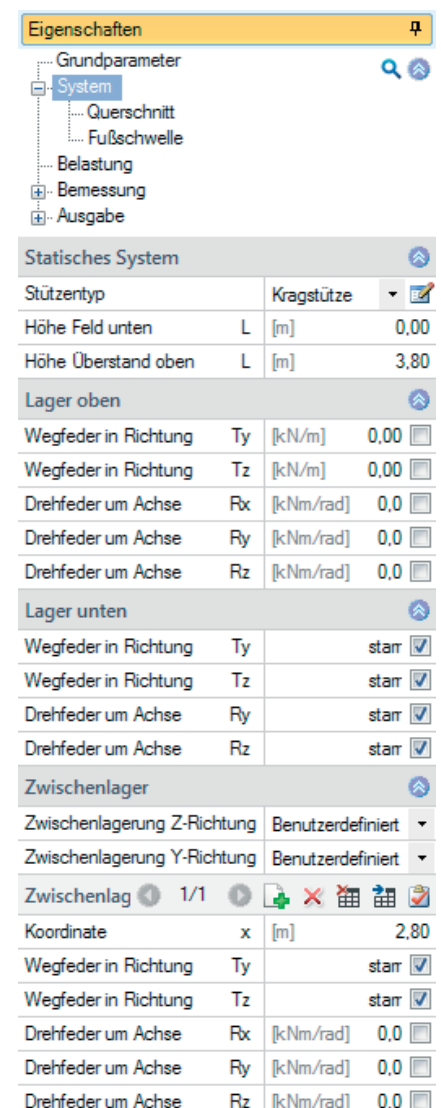 Eigenschaften
Grundparameter
System
Querschnitt
Fußschwelle
Belastung
Bemessung
Ausgabe
Statisches System
Stützentyp Kragstütze
Höhe Feld unten L [m] 0,00
Höhe Überstand oben L [m] 3,80
Lager oben
Wegfeder in Richtung Ty [kN/m] 0,00
Wegfeder in Richtung Tz [kN/m] 0,00
Drehfeder um Achse Rx [kNm/rad] 0,0
Drehfeder um Achse Ry [kNm/rad] 0,0
Drehfeder um Achse Rz [kNm/rad] 0,0
Lager unten
Wegfeder in Richtung Ty starr
Wegfeder in Richtung Tz starr
Drehfeder um Achse Ry starr
Drehfeder um Achse Rz starr
Zwischenlager
Zwischenlagerung Z-Richtung Benutzerdefiniert
Zwischenlagerung Y-Richtung Benutzerdefiniert
Zwischenlag 1/1
Koordinate x [m] 2,80
Wegfeder in Richtung Ty starr
Wegfeder in Richtung Tz starr
Drehfeder um Achse Rx [kNm/rad] 0,0
Drehfeder um Achse Ry [kNm/rad] 0,0
Drehfeder um Achse Rz [kNm/rad] 0,0